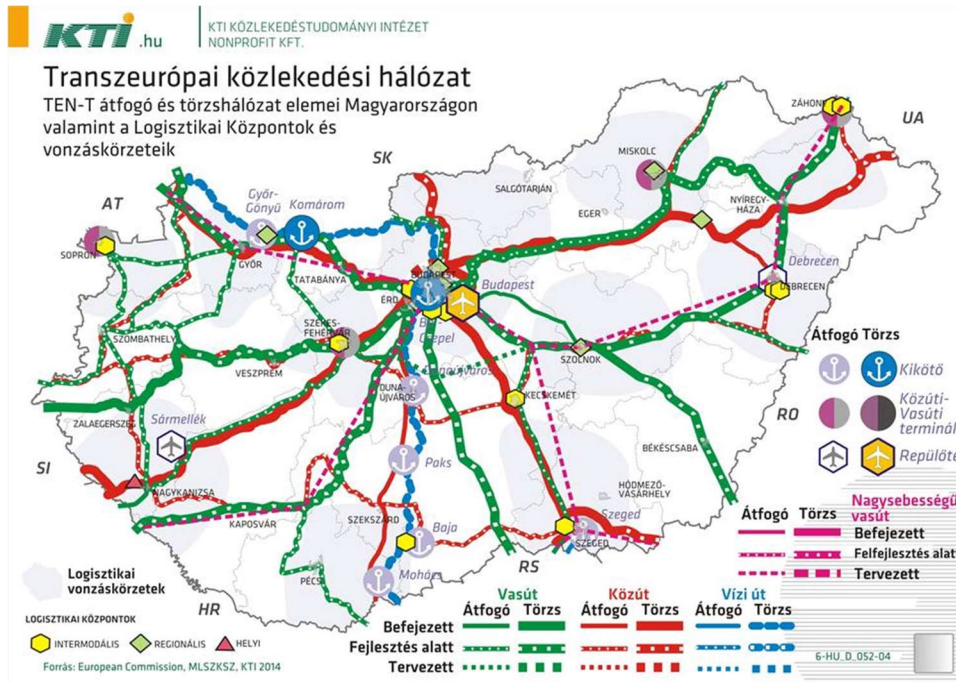 KTI.hu
KTI KÖZLEKEDÉSTUDOMÁNYI INTÉZET
NONPROFIT KFT.
Transzeurópai közlekedési hálózat
TEN-T átfogó és törzshálózat elemei Magyarországon
valamint a Logisztikai Központok és
vonzáskörzeteik
SK
UA
AT
ZÁHONY
MISKOLC
SALGÓTARJÁN
EGER
NYÍREGY-
HÁZA
Győr-
Gönyü
Komárom
SOPRON
GYŐR
TATABÁNYA
BUDAPEST
ÉRD
Budapest
Debrecen
DEBRECEN
SZOMBATHELY
SZÉKES-
FEHÉRVÁR
VESZPRÉM
Csepel
Dunaújváros
DUNA-
ÚJVÁROS
SZOLNOK
KECSKEMÉT
Átfogó Törzs
Kikötő
Közúti-
Vasúti
terminál
Repülőté
RO
ZALAEGERSZEG
Sármellék
SI
NAGYKANIZSA
KAPOSVÁR
Paks
BÉKÉSCSABA
HÓDMEZŐ-
VÁSÁRHELY
SZEKSZÁRD
Baja
Szeged
SZEGED
PÉCS
Mohács
HR
RS
Nagysebességű
vasút
Átfogó Törzs
Befejezett
Felfejlesztés alatt
Tervezett
Logisztikai
vonzáskörzetek
LOGISZTIKAI KÖZPONTOK
INTERMODÁLIS REGIONÁLIS HELYI
Forrás: European Commission, MLSZKSZ, KTI 2014
Vasút Közút Vízi út
Átfogó Törzs Átfogó Törzs Átfogó Törzs
Befejezett
Fejlesztés alatt
Tervezett
6-HU_D_052-04